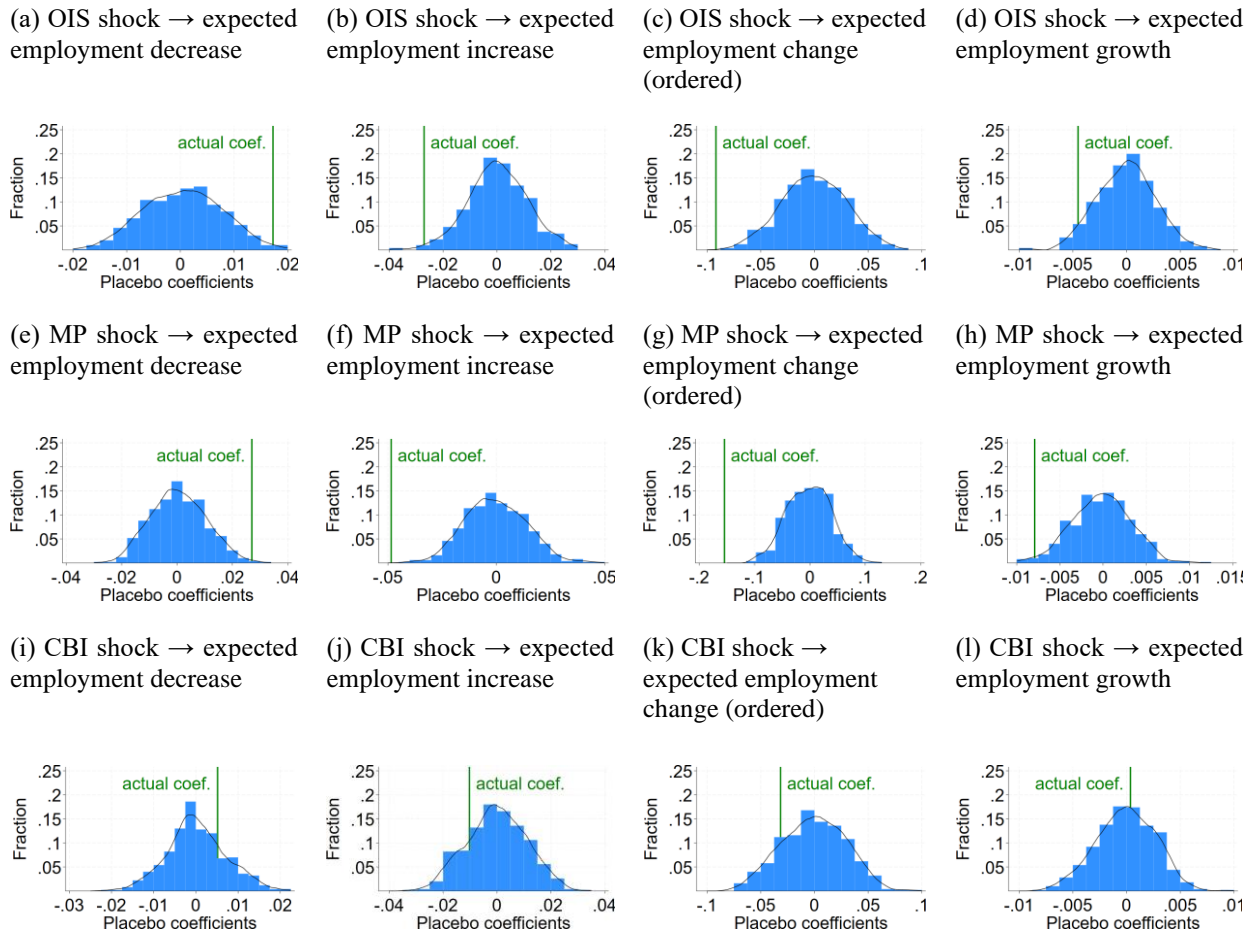 (a) OIS shock → expected employment decrease
(b) OIS shock → expected employment increase
(c) OIS shock → expected employment change (ordered)
(d) OIS shock → expected employment growth
.25
.2
.15
.1
.05
Fraction
actual coef.
-.02 -.01 0 .01 .02
Placebo coefficients
.25
.2
.15
.1
.05
Fraction
actual coef.
-.04 -.02 0 .02 .04
Placebo coefficients
.25
.2
.15
.1
.05
Fraction
actual coef.
-.1 -.05 0 .05 .1
Placebo coefficients
.25
.2
.15
.1
.05
Fraction
actual coef.
-.01 -.005 0 .005 .01
Placebo coefficients
(e) MP shock → expected employment decrease
(f) MP shock → expected employment increase
(g) MP shock → expected employment change (ordered)
(h) MP shock → expected employment growth
.25
.2
.15
.1
.05
Fraction
actual coef.
-.04 -.02 0 .02 .04
Placebo coefficients
.25
.2
.15
.1
.05
Fraction
actual coef.
-.05 0 .05
Placebo coefficients
.25
.2
.15
.1
.05
Fraction
actual coef.
-.2 -.1 0 .1 .2
Placebo coefficients
.25
.2
.15
.1
.05
Fraction
actual coef.
-.01 -.005 0 .005 .01 .015
Placebo coefficients
(i) CBI shock → expected employment decrease
(j) CBI shock → expected employment increase
(k) CBI shock → expected employment change (ordered)
(l) CBI shock → expected employment growth
.25
.2
.15
.1
.05
Fraction
actual coef.
-.03 -.02 -.01 0 .01 .02
Placebo coefficients
.25
.2
.15
.1
.05
Fraction
actual coef.
-.04 -.02 0 .02 .04
Placebo coefficients
.25
.2
.15
.1
.05
Fraction
actual coef.
-.1 -.05 0 .05 .1
Placebo coefficients
.25
.2
.15
.1
.05
Fraction
actual coef.
-.01 -.005 0 .005 .01
Placebo coefficients